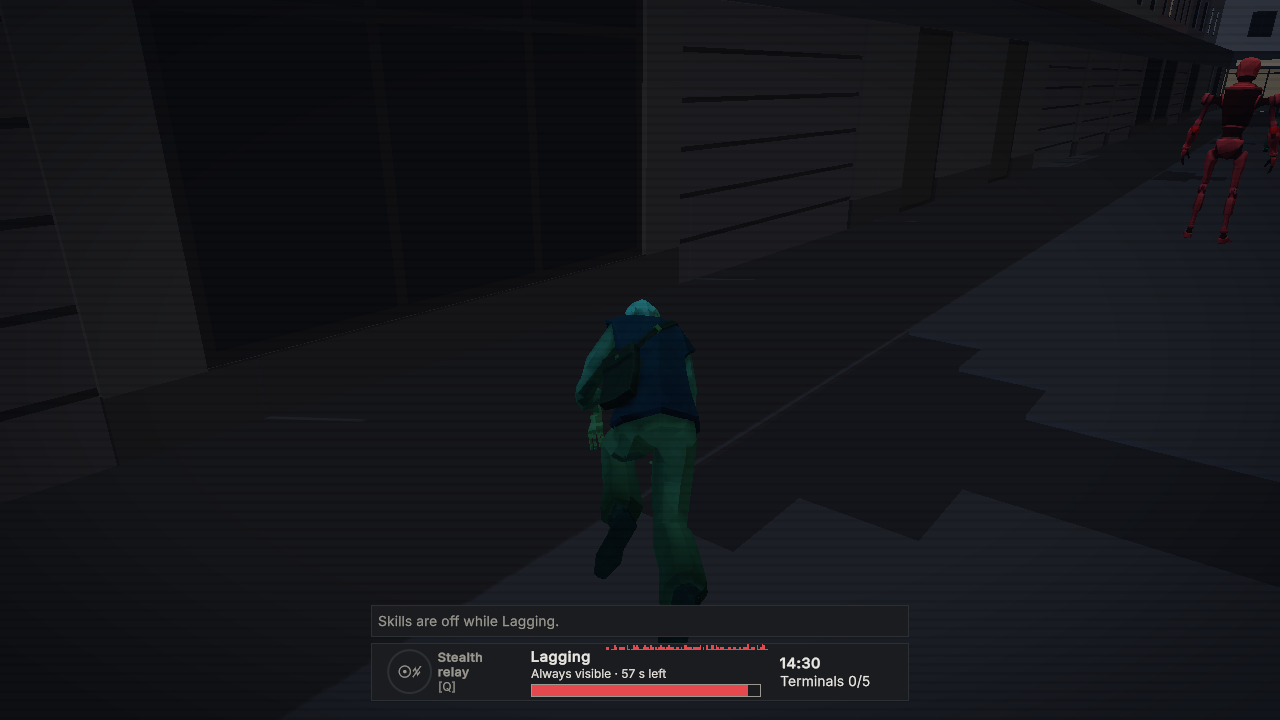 Skills are off while Lagging.
Stealth
relay
[Q]
Lagging
Always visible · 57 s left
14:30
Terminals 0/5